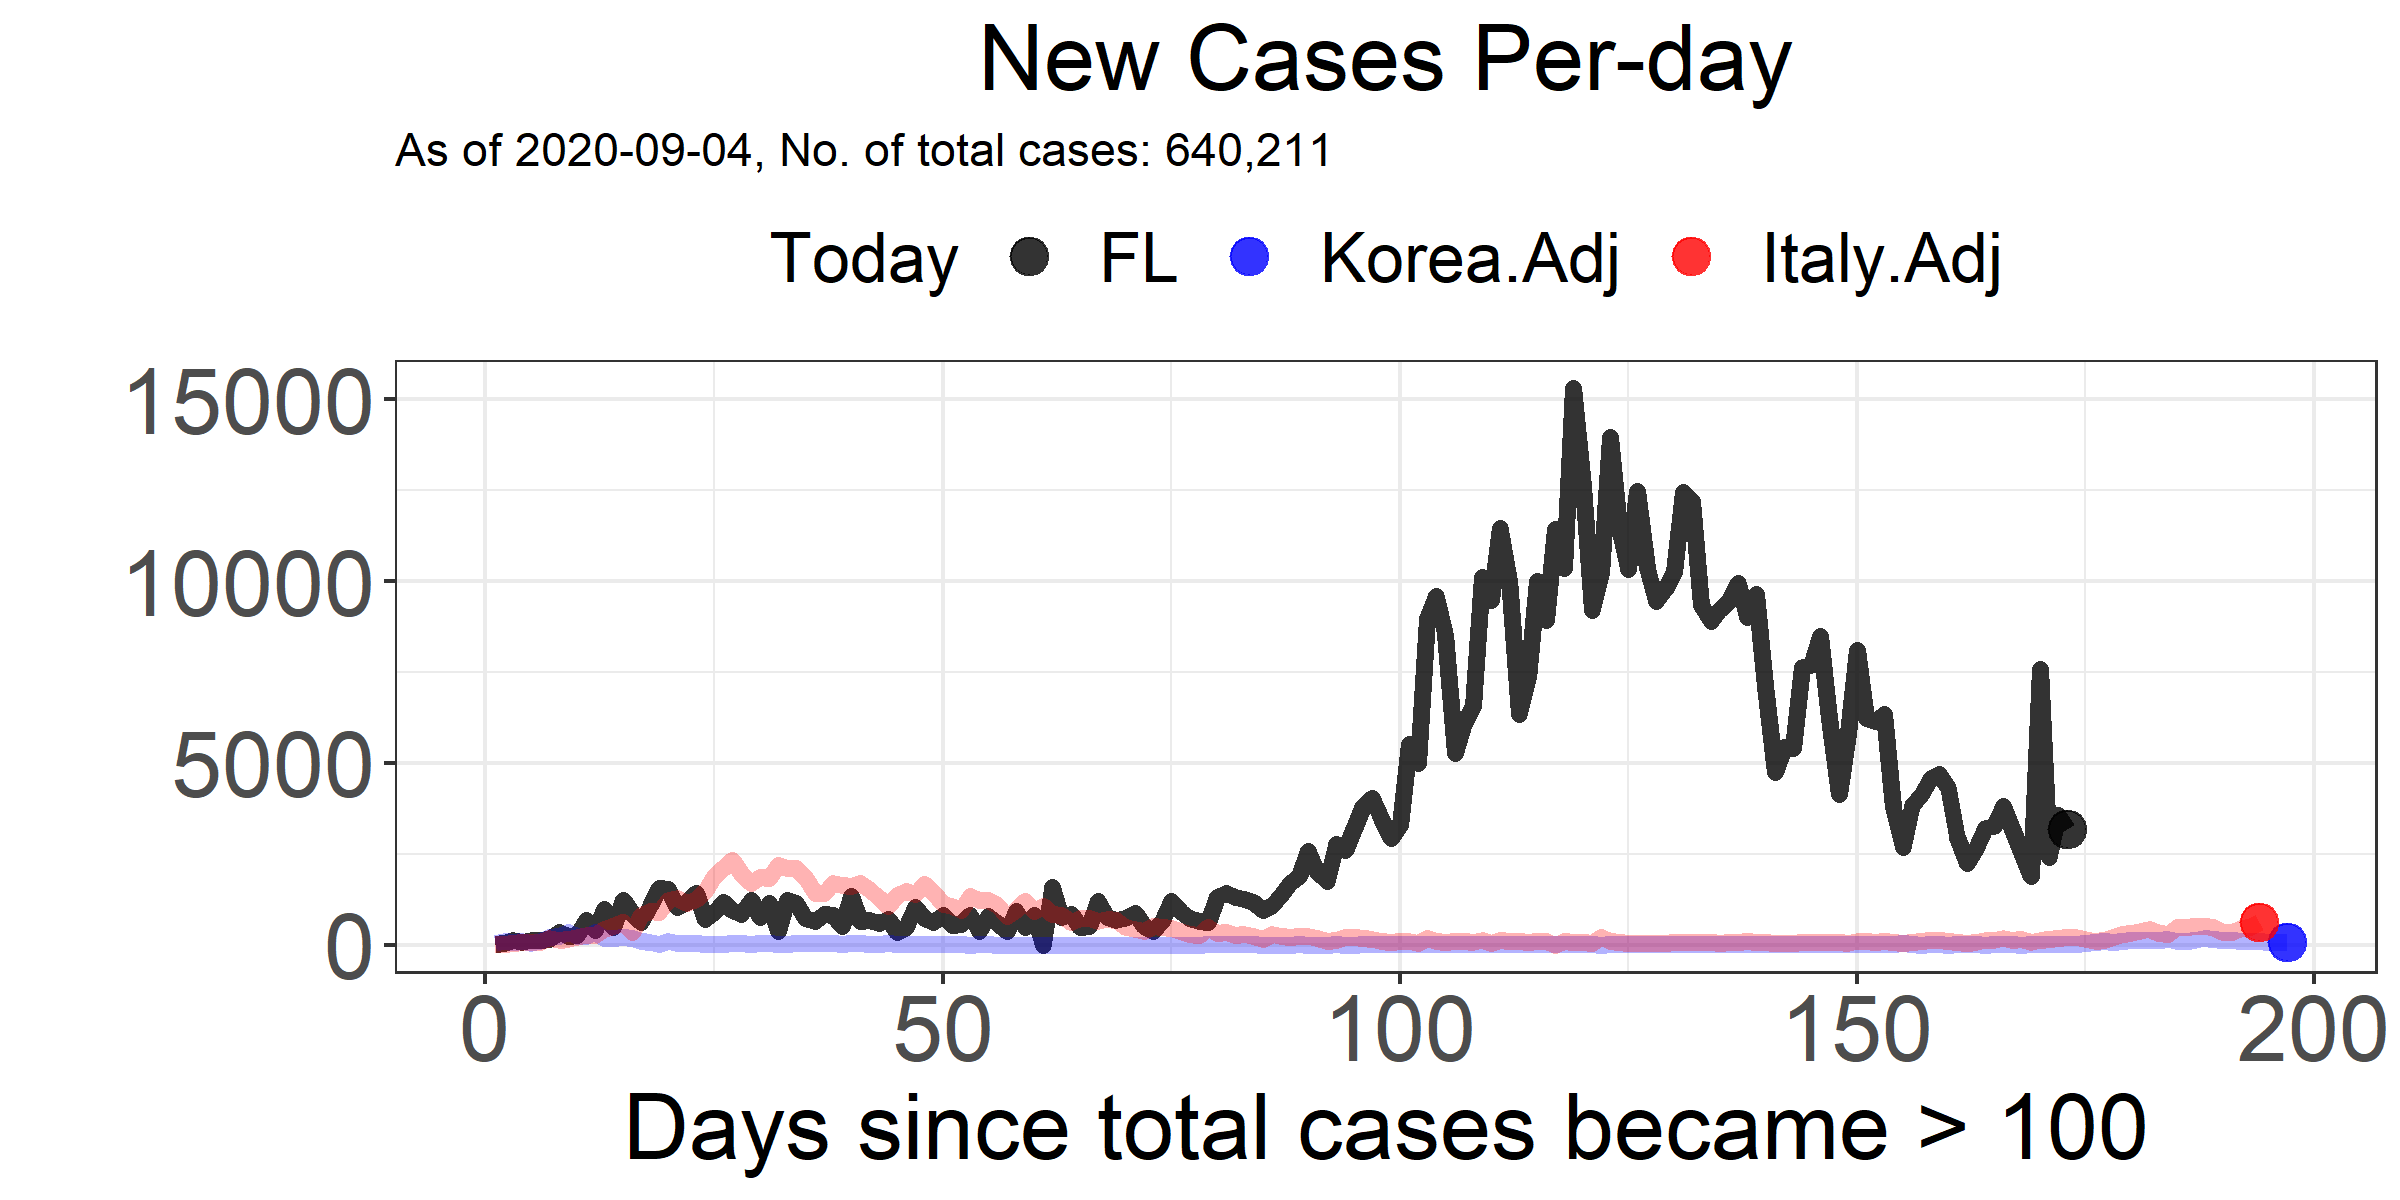 New Cases Per-day
As of 2020-09-04, No. of total cases: 640,211
Today FL Korea.Adj Italy.Adj
15000
10000
5000
0
0 50 100 150 200
Days since total cases became > 100